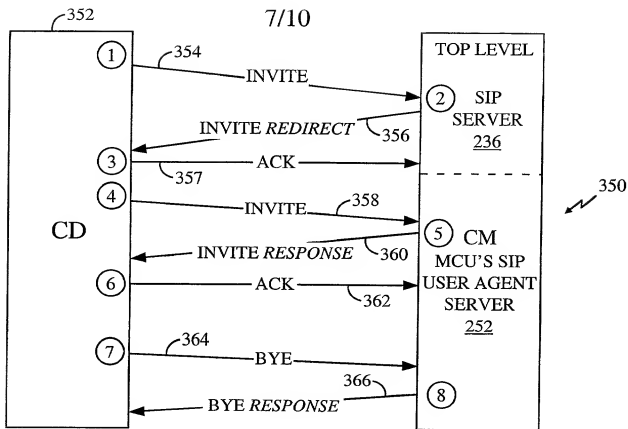 352
7/10
1
354
INVITE
TOP LEVEL
2
SIP
SERVER
236
INVITE REDIRECT
356
3
ACK
357
4
INVITE
358
350
CD
5
CM
MCU'S SIP
USER AGENT
SERVER
252
INVITE RESPONSE
360
6
ACK
362
7
364
BYE
366
8
BYE RESPONSE